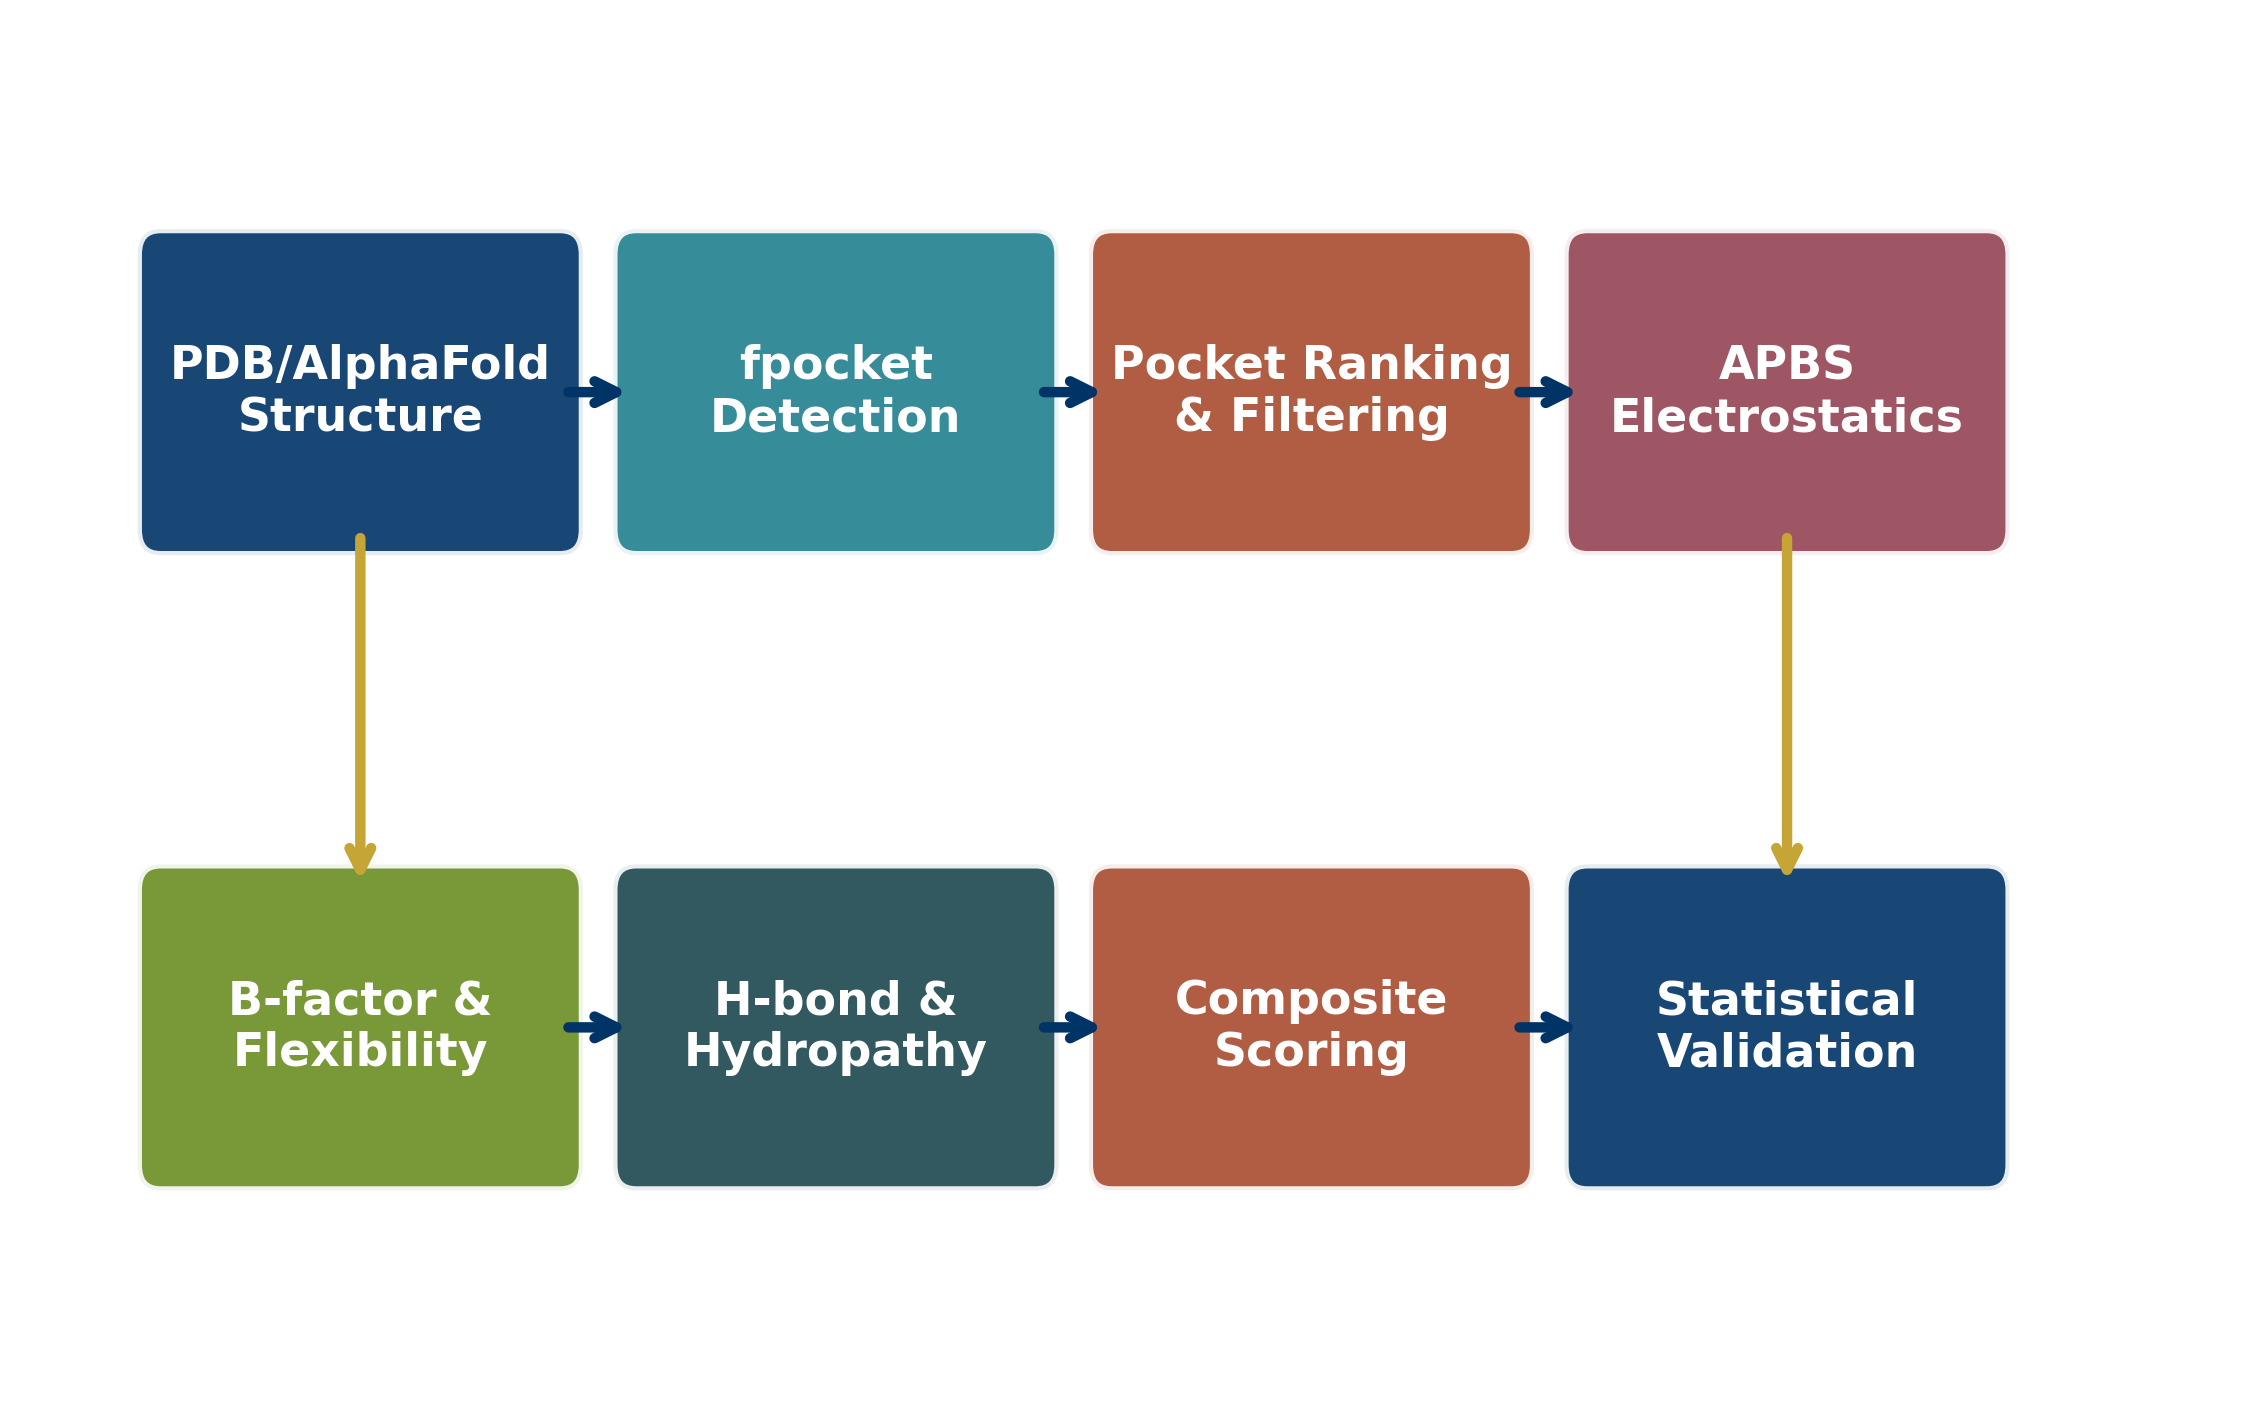 PDB/AlphaFold
Structure
fpocket
Detection
Pocket Ranking
& Filtering
APBS
Electrostatics
B-factor &
Flexibility
H-bond &
Hydropathy
Composite
Scoring
Statistical
Validation